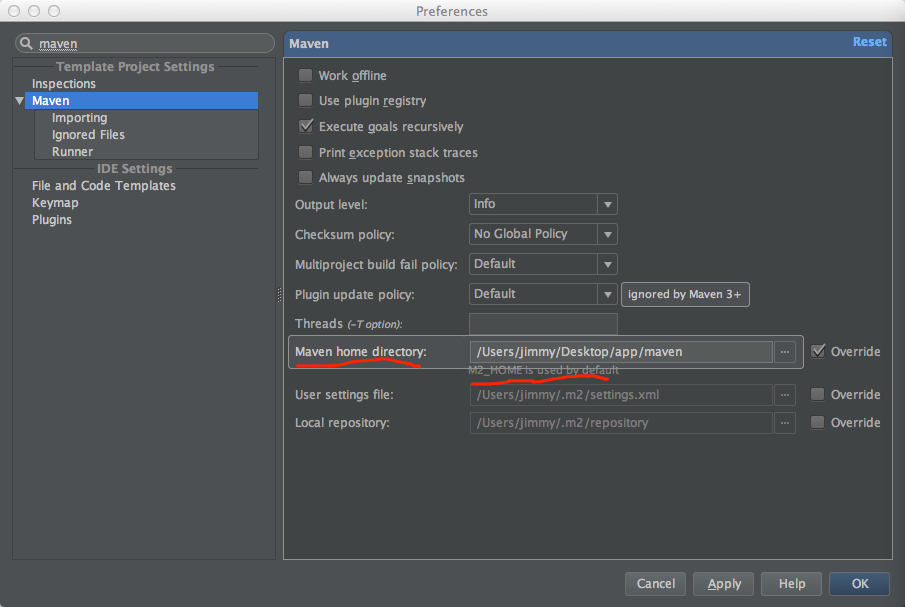 Preferences
maven
Template Project Settings
Inspections
Maven
Importing
Ignored Files
Runner
IDE Settings
File and Code Templates
Keymap
Plugins
Maven
Reset
Work offline
Use plugin registry
Execute goals recursively
Print exception stack traces
Always update snapshots
Output level: Info
Checksum policy: No Global Policy
Multiproject build fail policy: Default
Plugin update policy: Default ignored by Maven 3+
Threads (-T option):
Maven home directory: /Users/jimmy/Desktop/app/maven ... Override
M2_HOME is used by default
User settings file: /Users/jimmy/.m2/settings.xml ... Override
Local repository: /Users/jimmy/.m2/repository ... Override
Cancel Apply Help OK